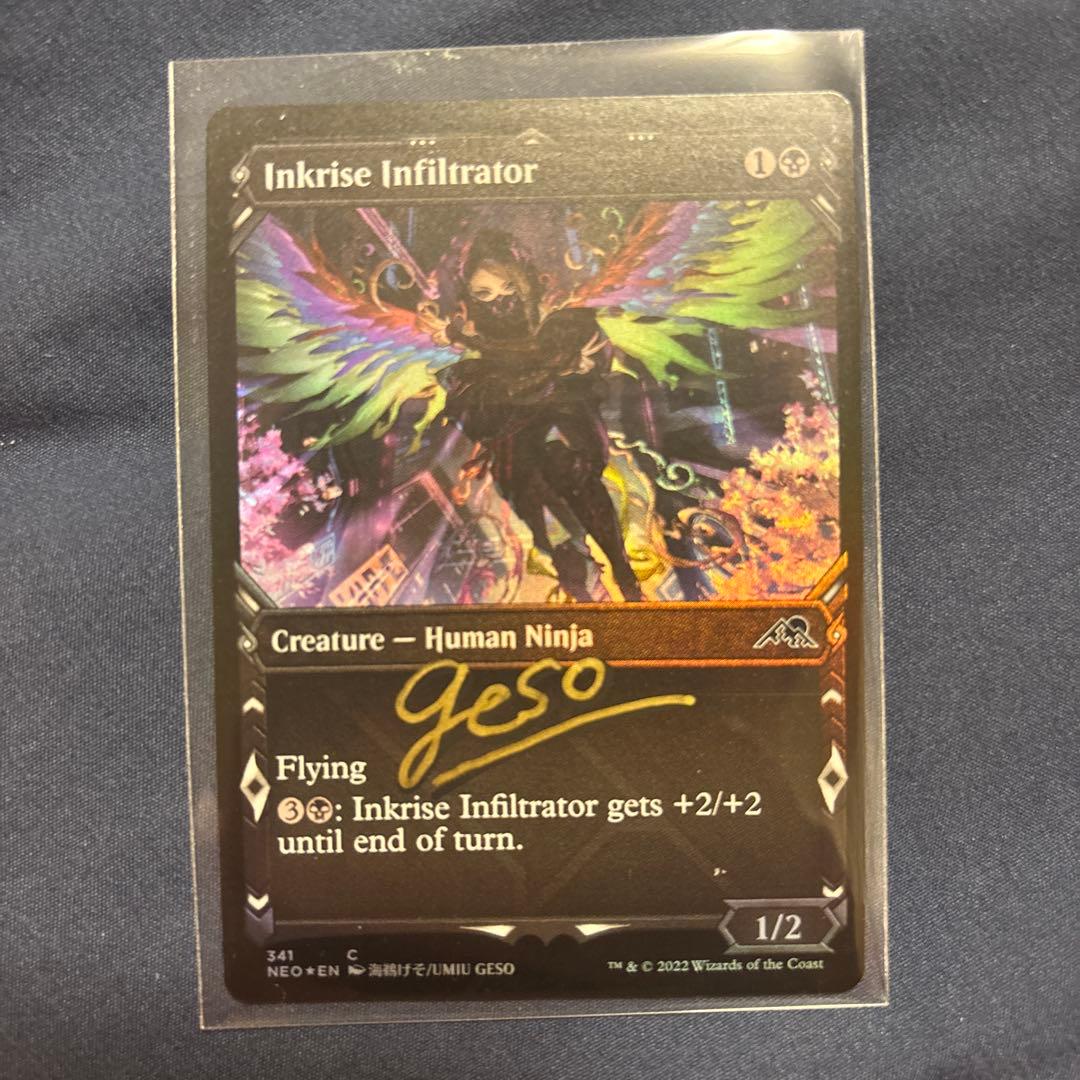 Inkrise Infiltrator 1
Creature — Human Ninja
geso
Flying
3: Inkrise Infiltrator gets +2/+2
until end of turn.
1/2
341 C
NEO★EN 海鵜げそ/UMIU GESO
™ & © 2022 Wizards of the Coast